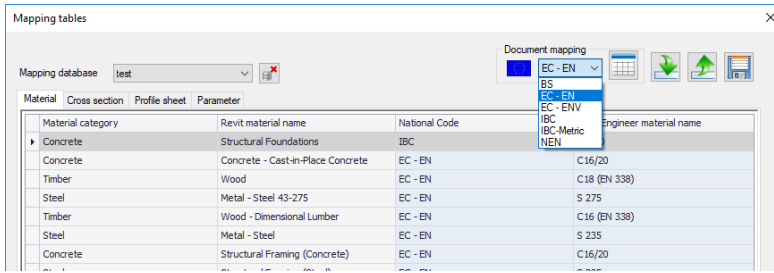 Mapping tables
Document mapping
Mapping database test EC - EN
BS
EC - EN
EC - ENV
IBC
IBC-Metric
NEN
Material Cross section Profile sheet Parameter
Material category Revit material name National Code Engineer material name
Concrete Structural Foundations IBC
Concrete Concrete - Cast-in-Place Concrete EC - EN C16/20
Timber Wood EC - EN C18 (EN 338)
Steel Metal - Steel 43-275 EC - EN S 275
Timber Wood - Dimensional Lumber EC - EN C16 (EN 338)
Steel Metal - Steel EC - EN S 235
Concrete Structural Framing (Concrete) EC - EN C16/20